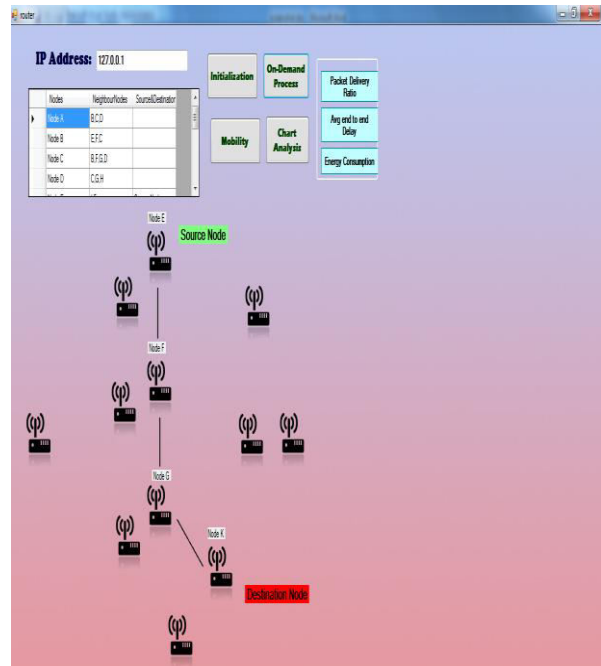 router
IP Address: 127.0.0.1
Initialization
On-Demand
Process
Packet Delivery
Ratio
Avg end to end
Delay
Energy Consumption
Mobility
Chart
Analysis
Nodes NeighbourNodes Source&Destination
Node A B,C,D
Node B E,F,C
Node C B,F,G,D
Node D C,G,H
Node E
Source Node
Node F
Node G
Node K
Destination Node